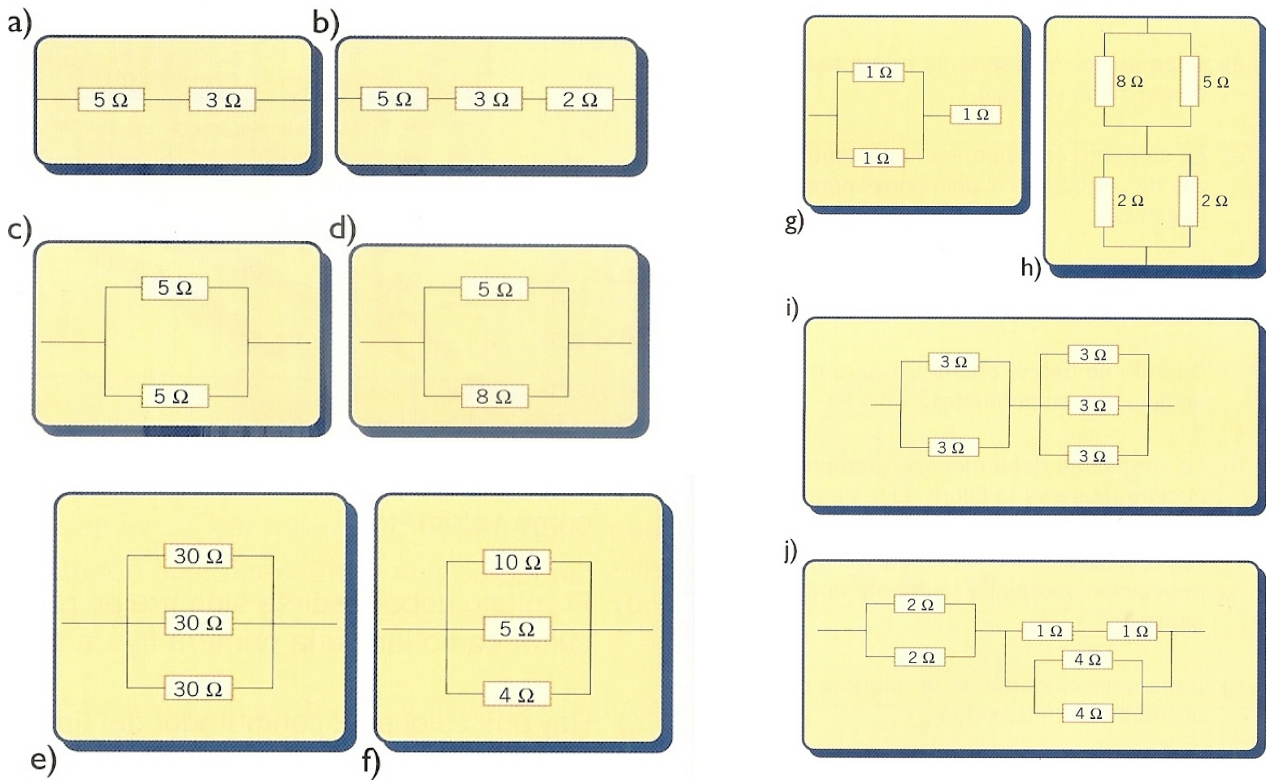 a)
5 Ω 3 Ω
b)
5 Ω 3 Ω 2 Ω
c)
5 Ω
5 Ω
d)
5 Ω
8 Ω
e)
30 Ω
30 Ω
30 Ω
f)
10 Ω
5 Ω
4 Ω
g)
1 Ω
1 Ω
1 Ω
h)
8 Ω 5 Ω
2 Ω 2 Ω
i)
3 Ω
3 Ω
3 Ω
3 Ω
3 Ω
j)
2 Ω
2 Ω
1 Ω 1 Ω
4 Ω
4 Ω